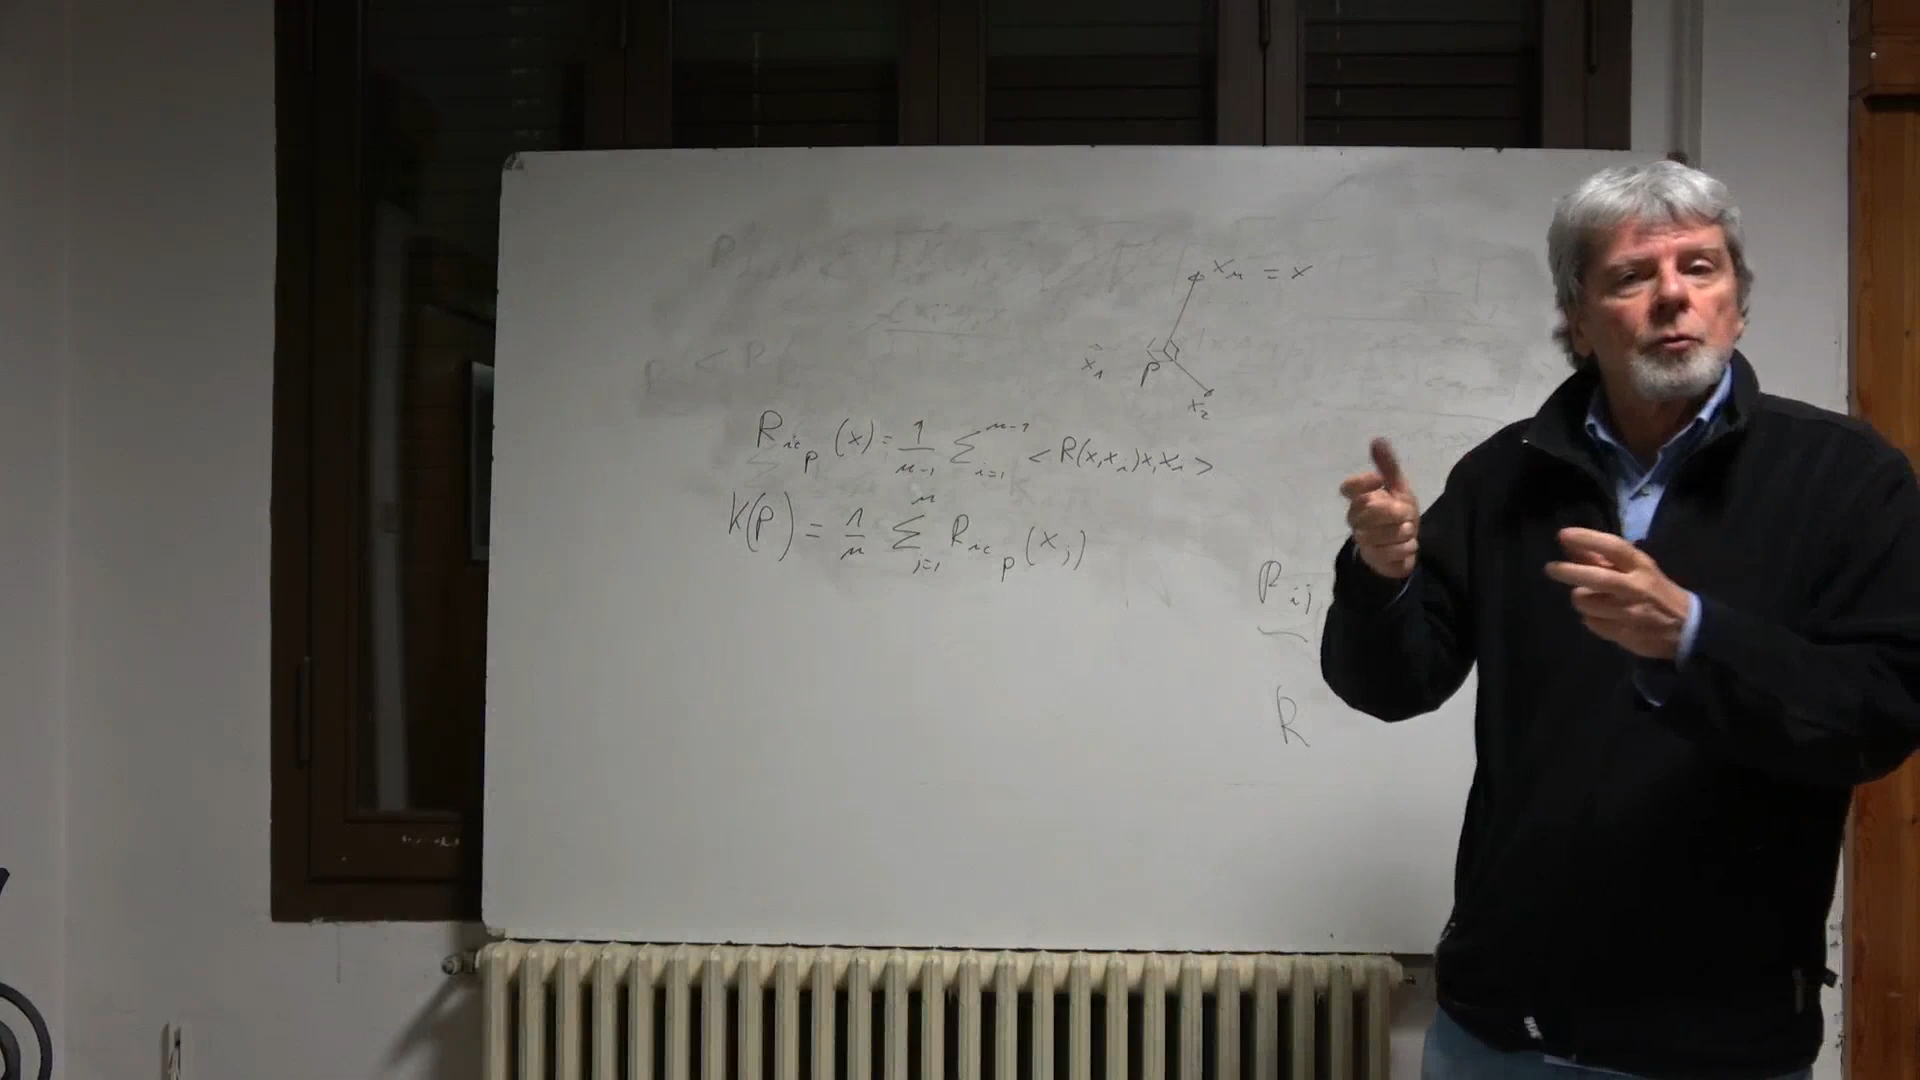 x_n = x
x_1
P
x_2
Ric_p (x) = 1/n-1 Σ_{i=1}^{n-1} < R(x,x_i)x,x_i >
K(p) = 1/n Σ_{j=1}^{n} Ric_p (x_j)
R_ij
R